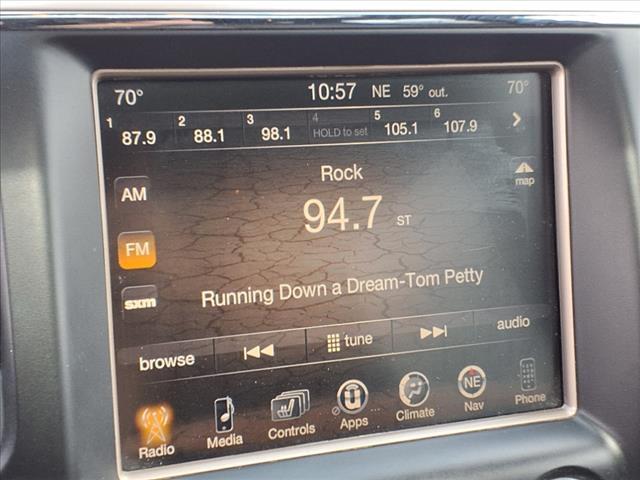 70° 10:57 NE 59° out. 70°
1 87.9 2 88.1 3 98.1 4 HOLD to set 5 105.1 6 107.9
Rock
map
AM
94.7 ST
FM
Running Down a Dream-Tom Petty
sxm
browse tune audio
Radio Media Controls Apps Climate NE Nav Phone